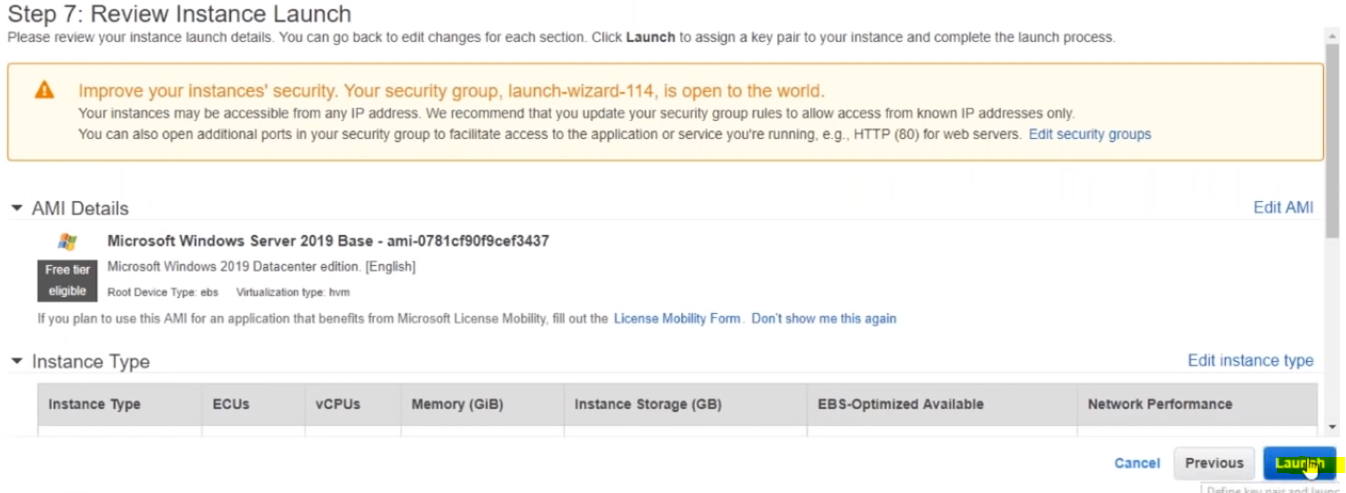 Step 7: Review Instance Launch
Please review your instance launch details. You can go back to edit changes for each section. Click Launch to assign a key pair to your instance and complete the launch process.
Improve your instances' security. Your security group, launch-wizard-114, is open to the world.
Your instances may be accessible from any IP address. We recommend that you update your security group rules to allow access from known IP addresses only.
You can also open additional ports in your security group to facilitate access to the application or service you're running, e.g., HTTP (80) for web servers. Edit security groups
AMI Details Edit AMI
Microsoft Windows Server 2019 Base - ami-0781cf90f9cef3437
Free tier eligible
Microsoft Windows 2019 Datacenter edition. [English]
Root Device Type: ebs Virtualization type: hvm
If you plan to use this AMI for an application that benefits from Microsoft License Mobility, fill out the License Mobility Form. Don't show me this again
Instance Type Edit instance type
Instance Type ECUs vCPUs Memory (GiB) Instance Storage (GB) EBS-Optimized Available Network Performance
Cancel Previous Launch
Define key pair and